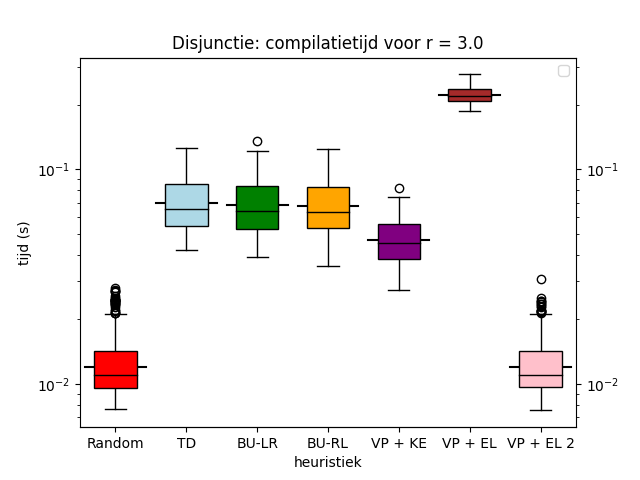 Disjunctie: compilatietijd voor r = 3.0
tijd (s)
10⁻¹ 10⁻¹
10⁻² 10⁻²
Random TD BU-LR BU-RL VP + KE VP + EL VP + EL 2
heuristiek